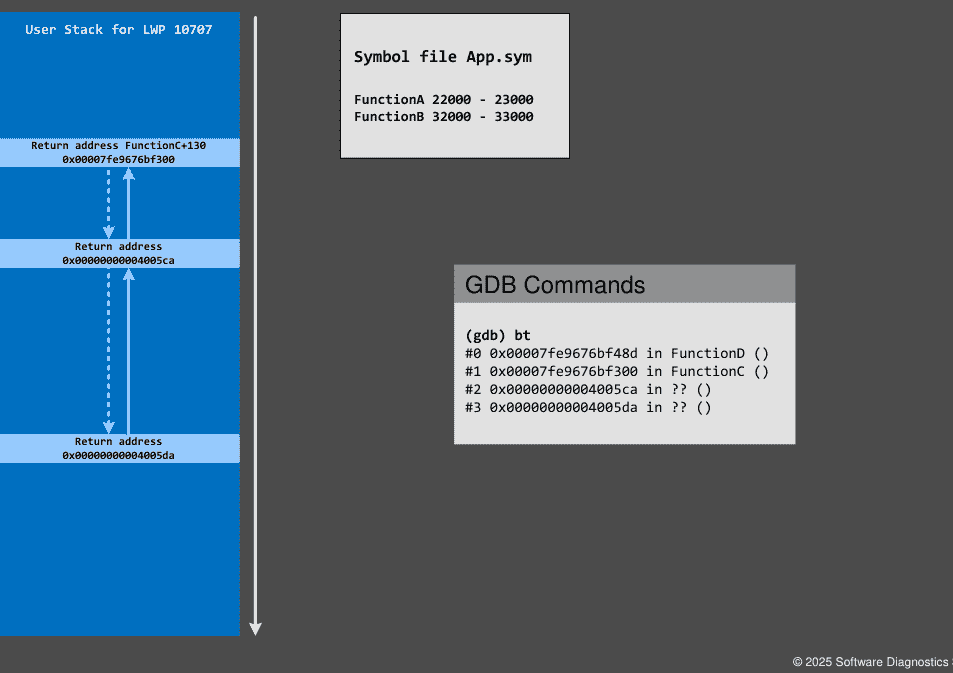 User Stack for LWP 10707
Return address FunctionC+130
0x00007fe9676bf300
Return address
0x00000000004005ca
Return address
0x00000000004005da
Symbol file App.sym
FunctionA 22000 - 23000
FunctionB 32000 - 33000
GDB Commands
(gdb) bt
#0 0x00007fe9676bf48d in FunctionD ()
#1 0x00007fe9676bf300 in FunctionC ()
#2 0x00000000004005ca in ?? ()
#3 0x00000000004005da in ?? ()
© 2025 Software Diagnostics